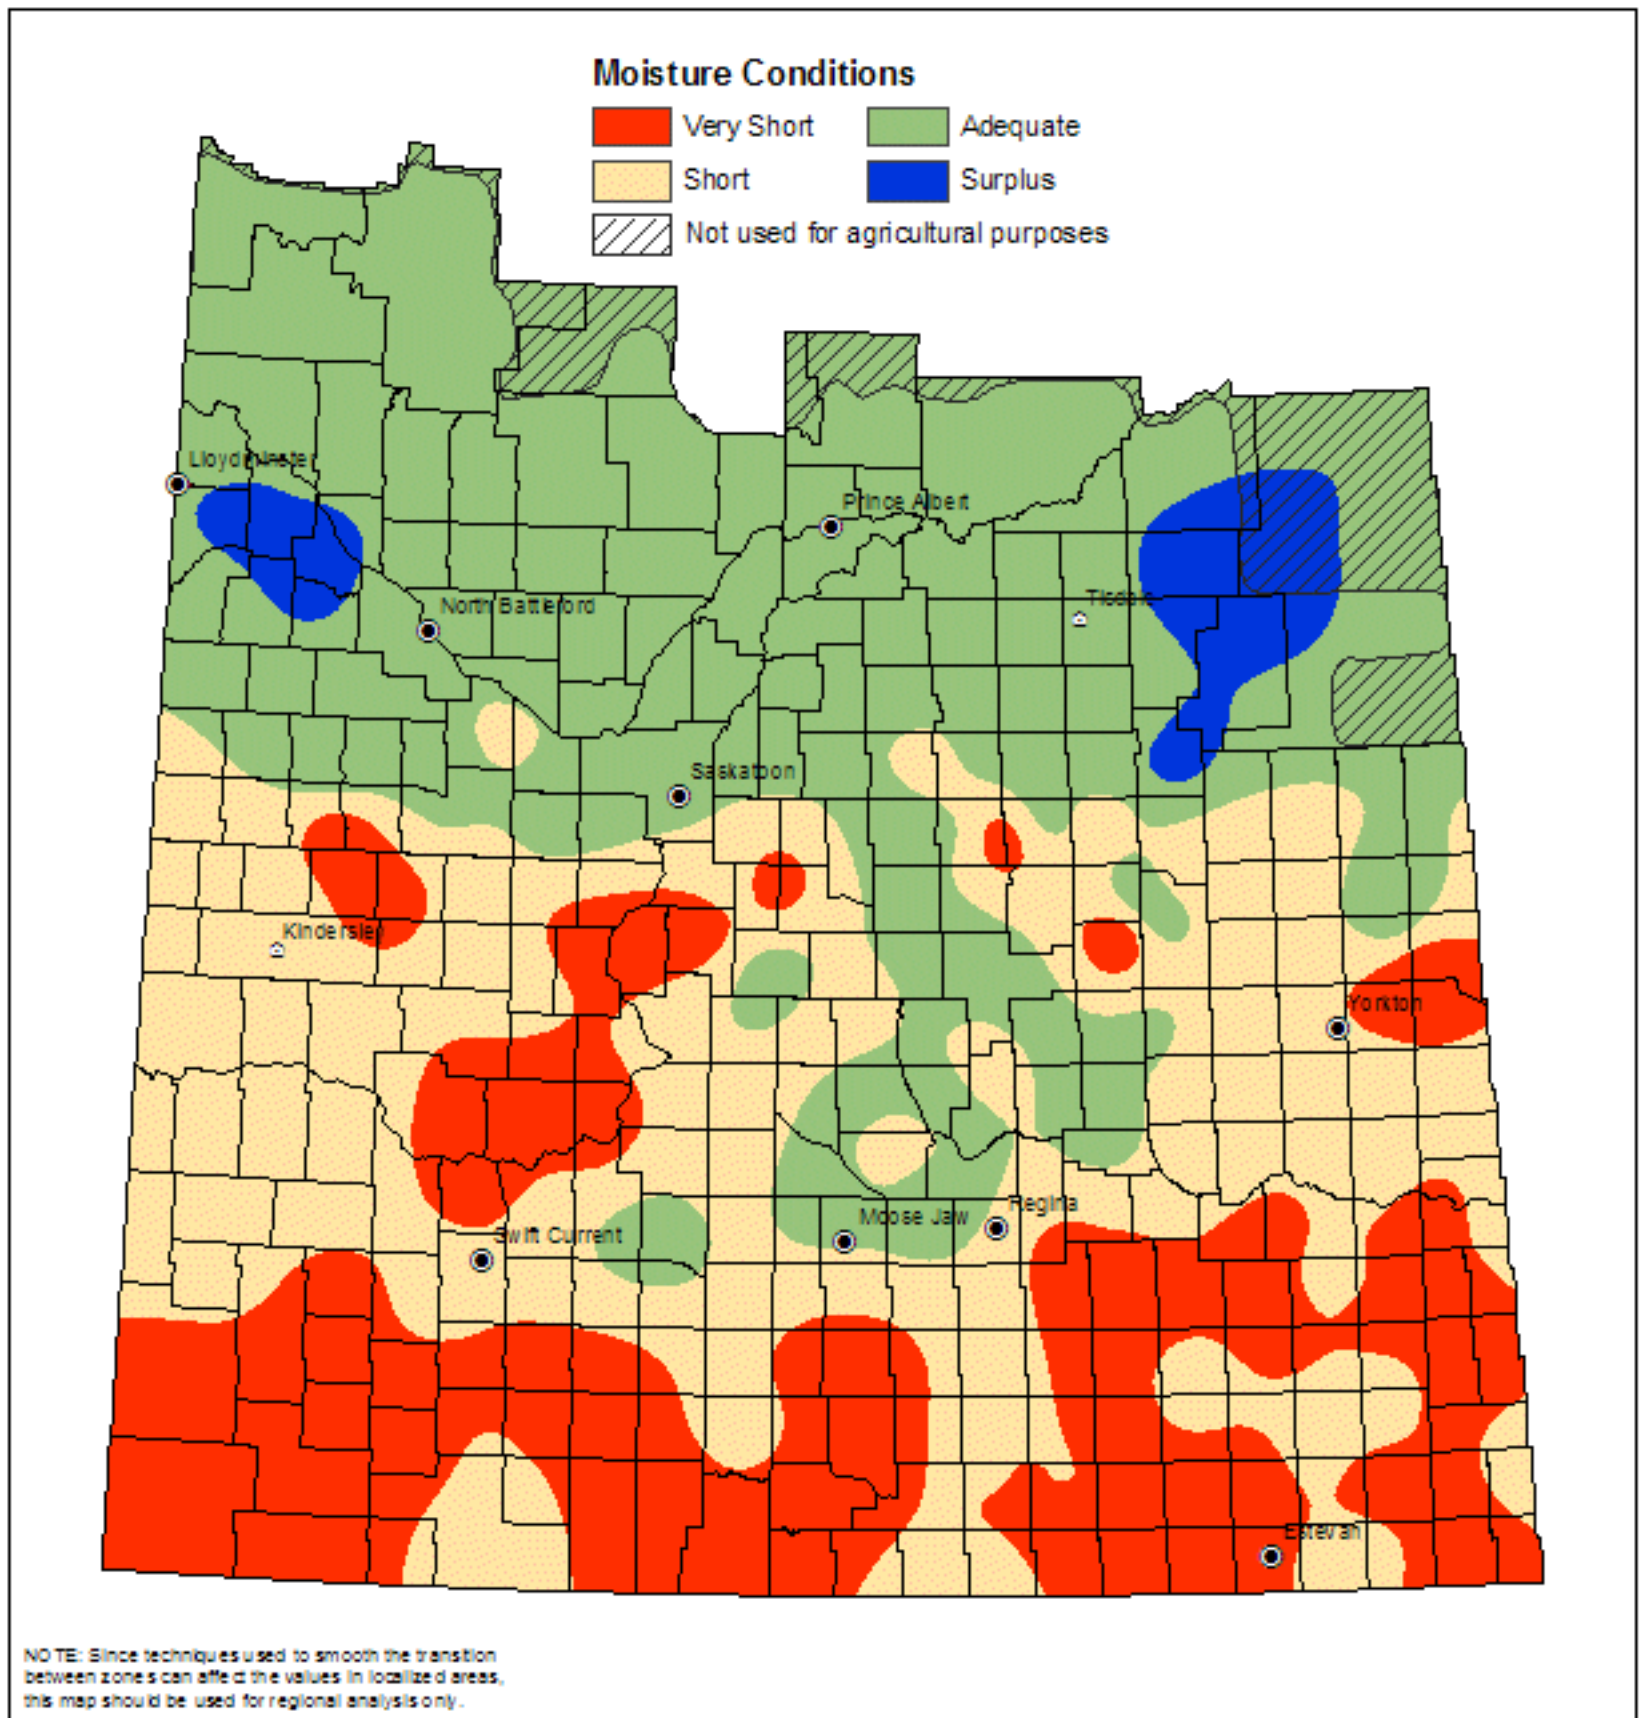 Moisture Conditions
Very Short
Adequate
Short
Surplus
Not used for agricultural purposes
Lloydminster
Prince Albert
Tisdale
North Battleford
Saskatoon
Kindersley
Yorkton
Regina
Moose Jaw
Swift Current
Estevan
NOTE: Since techniques used to smooth the transition
between zones can affect the values in localized areas,
this map should be used for regional analysis only.